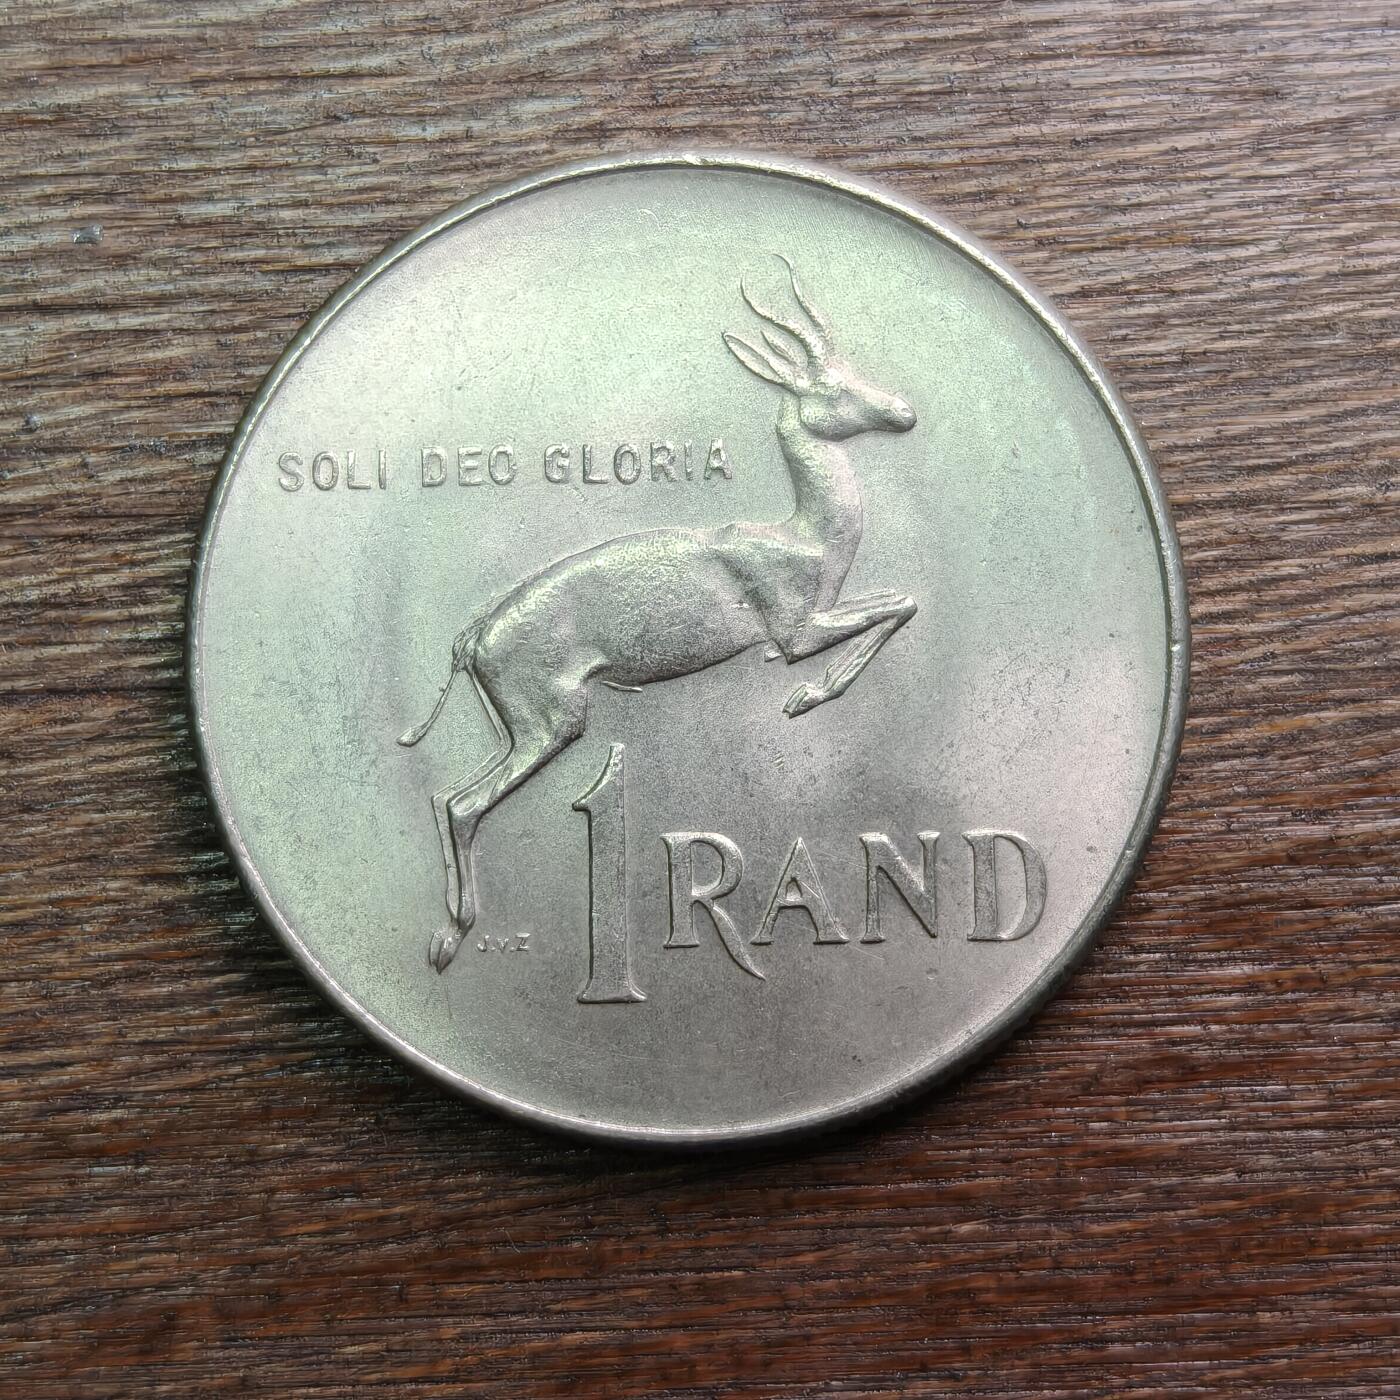 SOLI DEO GLORIA
1 RAND
J.v.Z